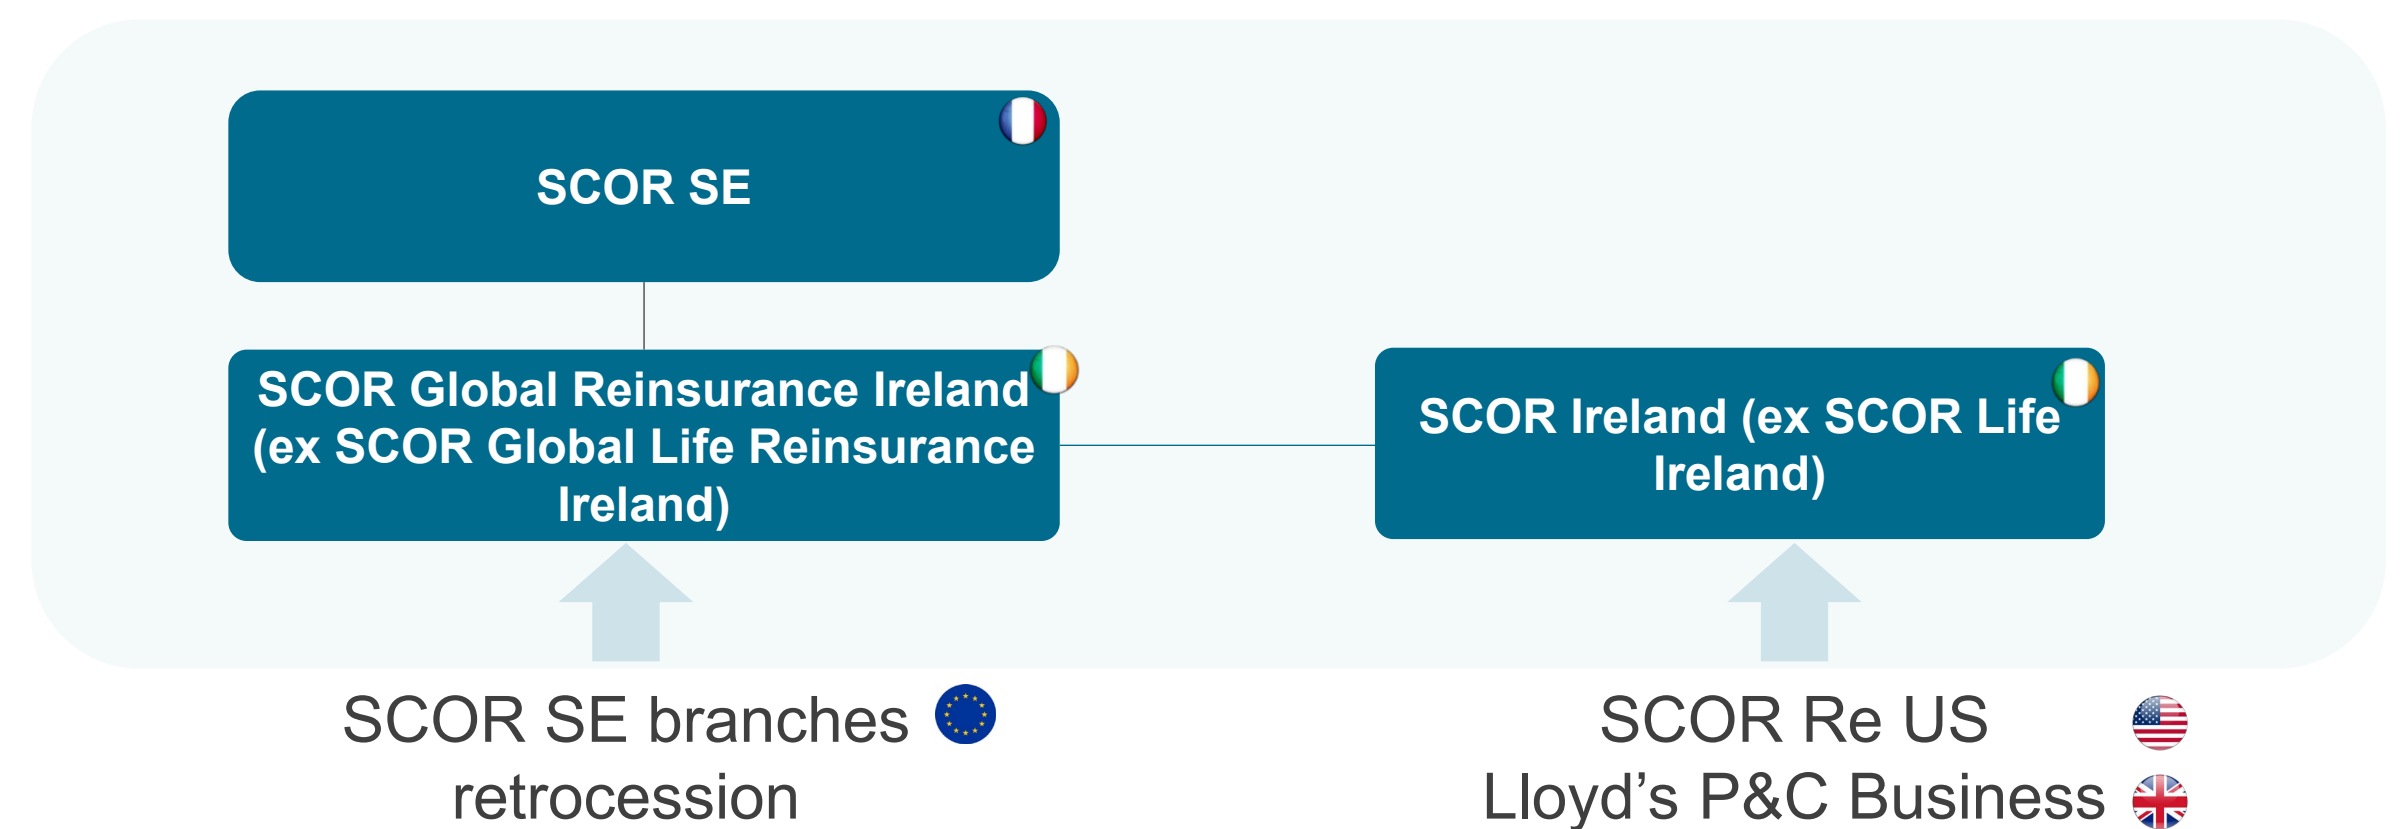 SCOR SE
SCOR Global Reinsurance Ireland
(ex SCOR Global Life Reinsurance
Ireland)
SCOR Ireland (ex SCOR Life
Ireland)
SCOR SE branches
retrocession
SCOR Re US
Lloyd’s P&C Business